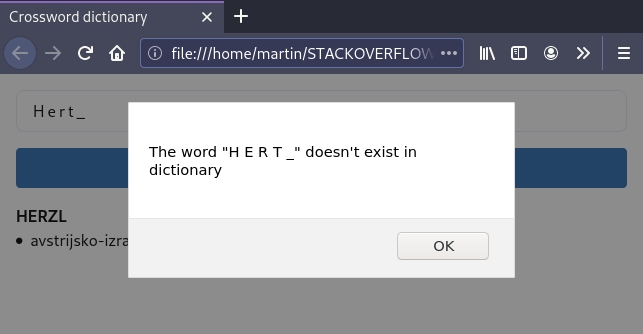 Crossword dictionary
file:///home/martin/STACKOVERFLOW
Hert_
The word "H E R T _" doesn't exist in
dictionary
HERZL
• avstrijsko-izra
OK